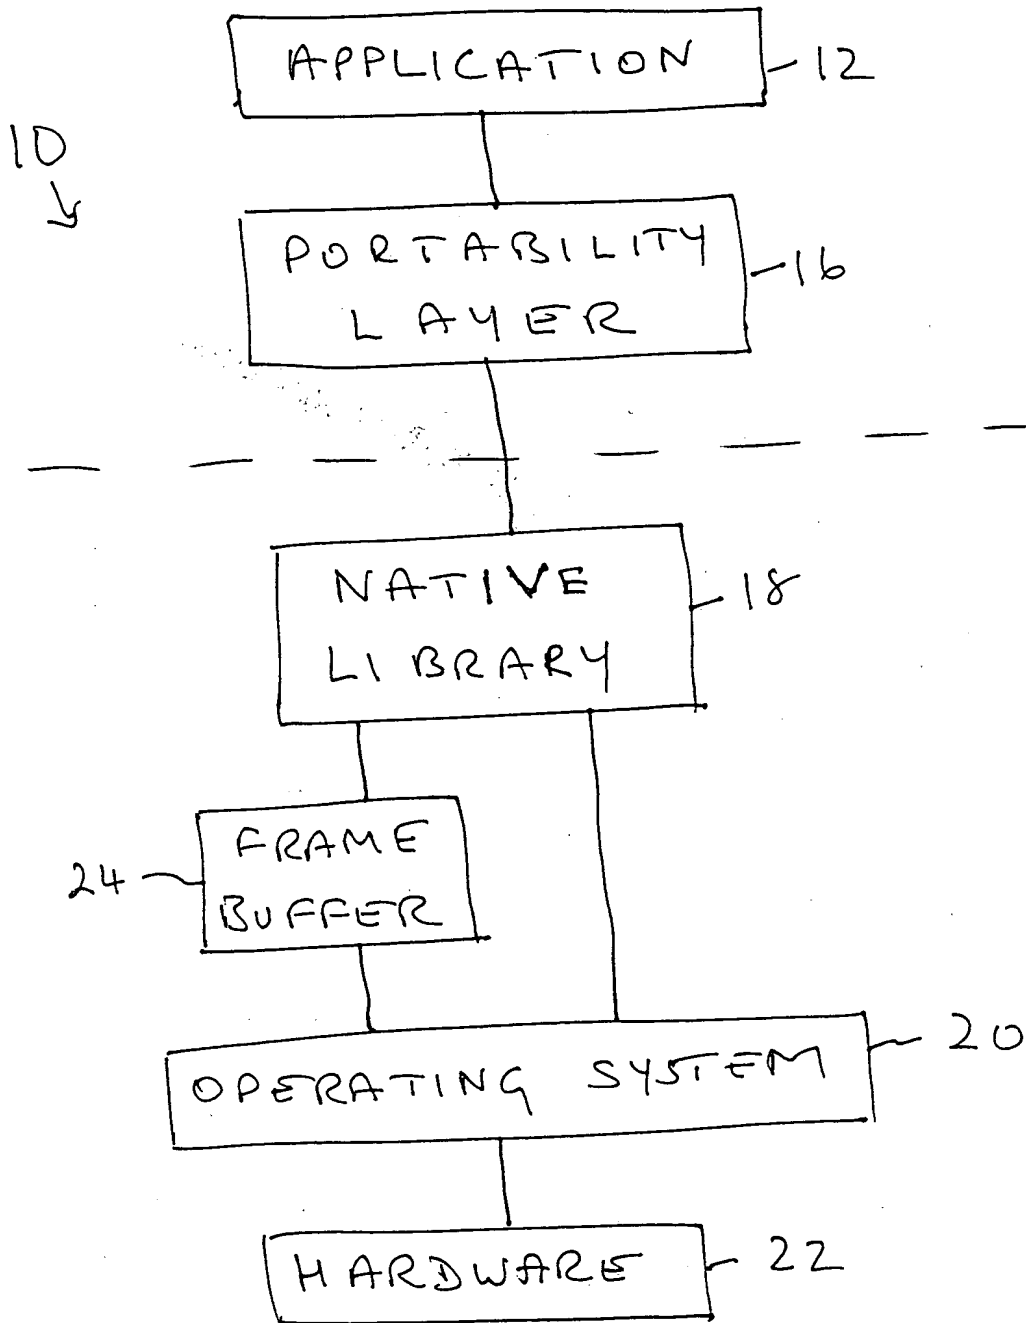 APPLICATION
12
10
PORTABILITY
LAYER
16
NATIVE
LIBRARY
18
FRAME
BUFFER
24
OPERATING SYSTEM
20
HARDWARE
22